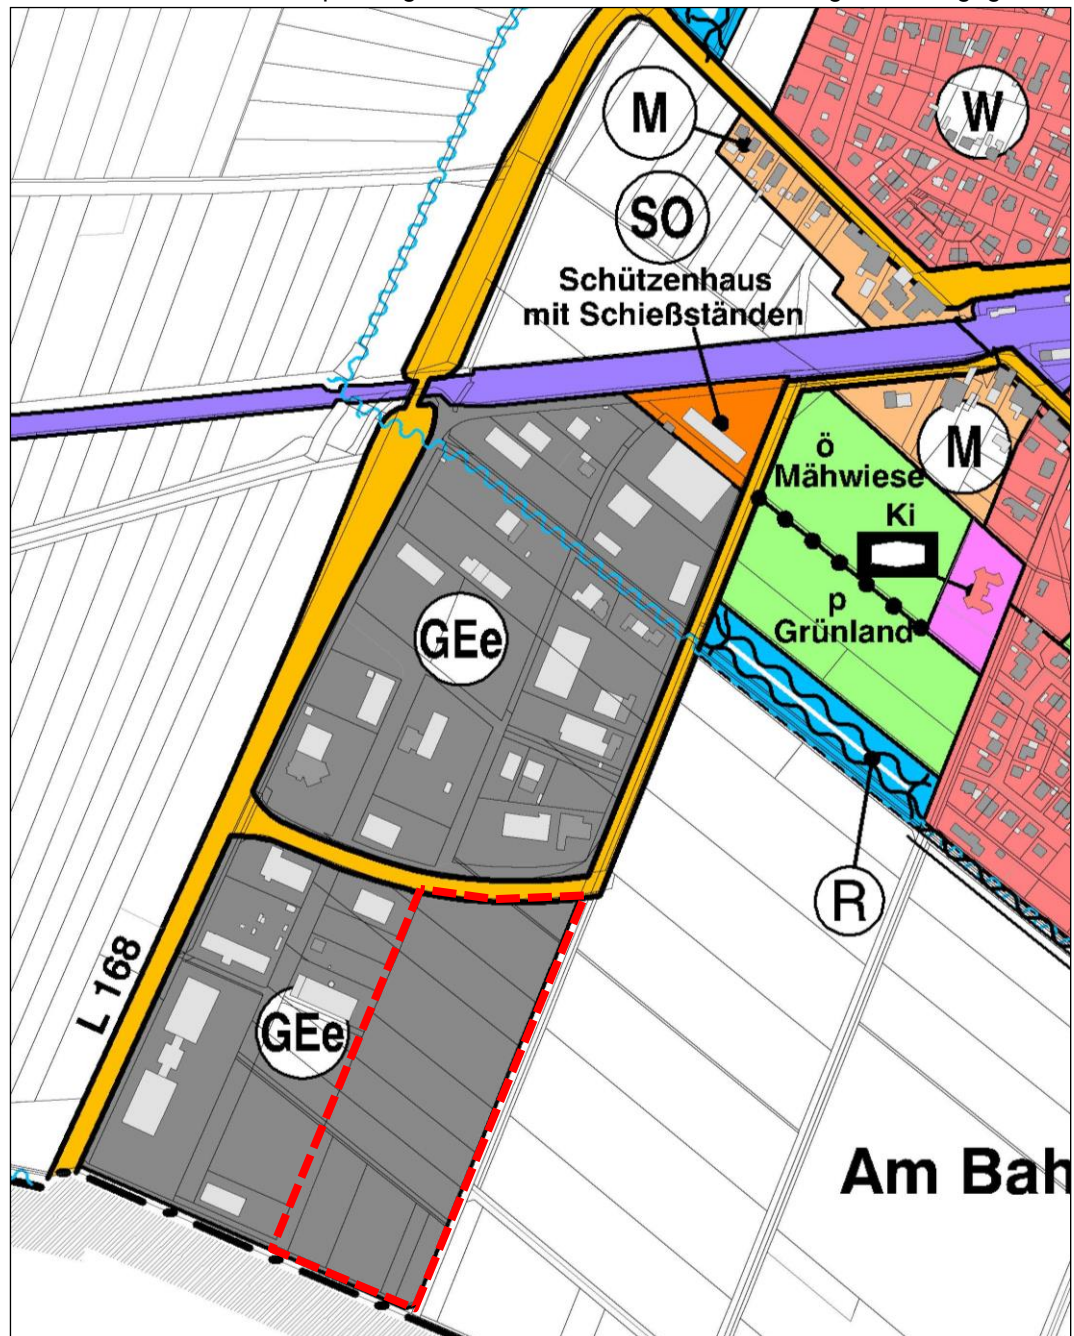 M
W
SO
Schützenhaus
mit Schießständen
ö
Mähwiese
M
Ki
p
Grünland
GEe
R
L 168
GEe
Am Bah